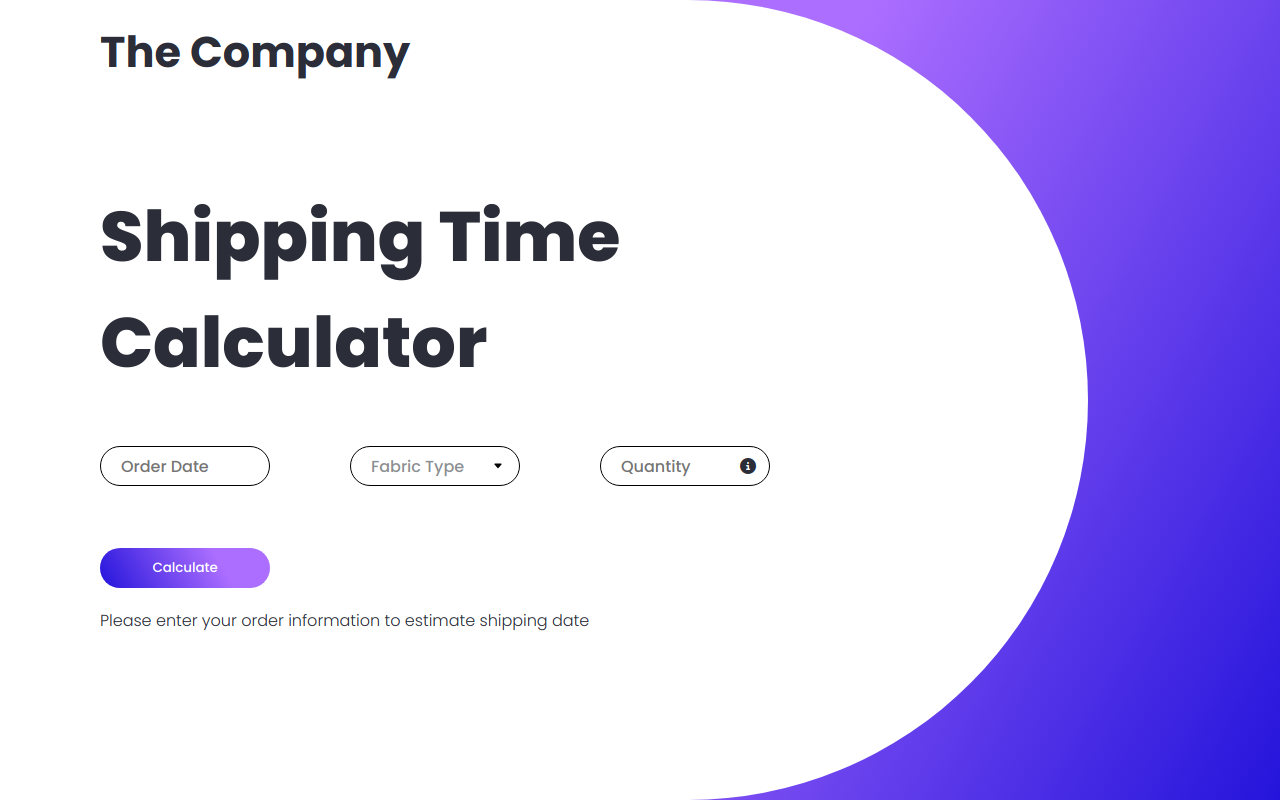 The Company
Shipping Time
Calculator
Order Date
Fabric Type
Quantity
Calculate
Please enter your order information to estimate shipping date